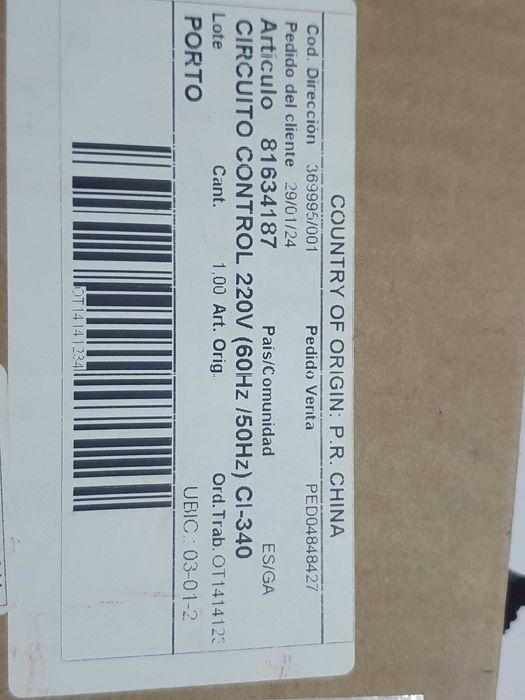 COUNTRY OF ORIGIN: P.R. CHINA
Cod. Dirección 369995/001 Pedido Venta PED04848427
Pedido del cliente 29/01/24
Artículo 81634187 País/Comunidad ES/GA
CIRCUITO CONTROL 220V (60Hz /50Hz) CI-340
Lote Cant. 1,00 Art. Orig. Ord.Trab. OT1414123
PORTO UBIC.: 03-01-2
OT14141234